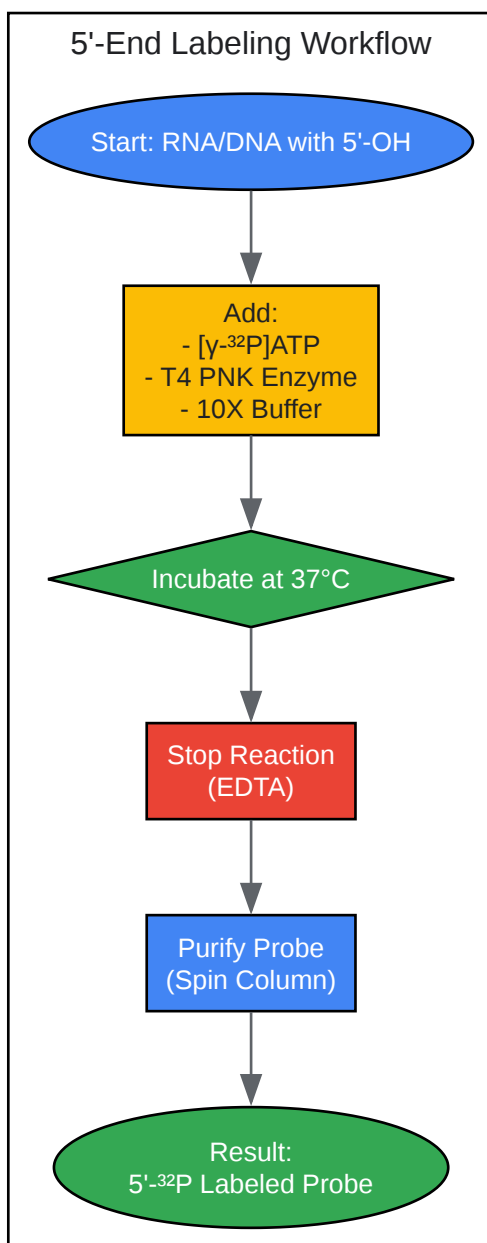 5'-End Labeling Workflow
Start: RNA/DNA with 5'-OH
Add:
- [γ-³²P]ATP
- T4 PNK Enzyme
- 10X Buffer
Incubate at 37°C
Stop Reaction
(EDTA)
Purify Probe
(Spin Column)
Result:
5'-³²P Labeled Probe